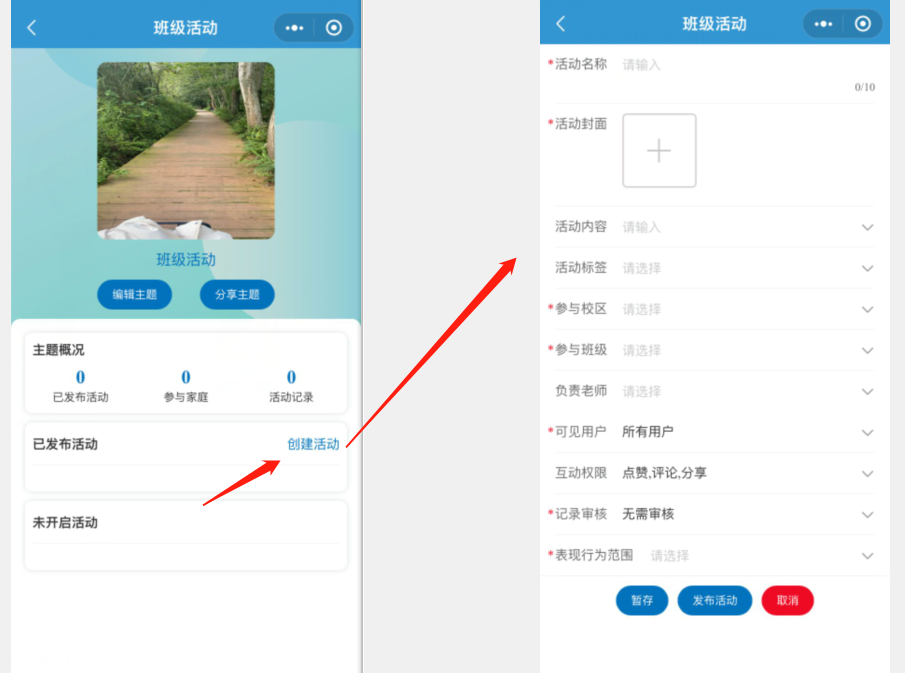 班级活动
班级活动
编辑主题 分享主题
主题概况
0 0 0
已发布活动 参与家庭 活动记录
已发布活动 创建活动
未开启活动
班级活动
*活动名称 请输入
0/10
*活动封面
活动内容 请输入
活动标签 请选择
*参与校区 请选择
*参与班级 请选择
负责老师 请选择
*可见用户 所有用户
互动权限 点赞,评论,分享
*记录审核 无需审核
*表现行为范围 请选择
暂存 发布活动 取消